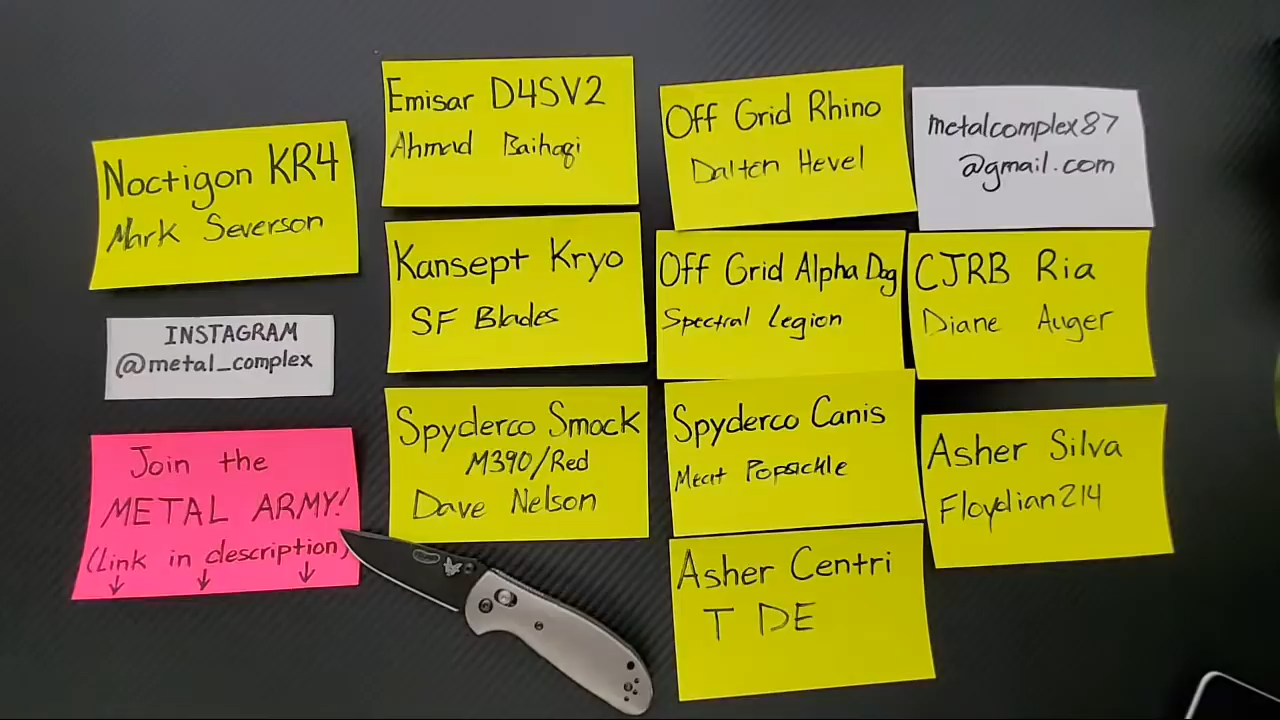 Noctigon KR4
Mark Severson
INSTAGRAM
@metal_complex
Join the
METAL ARMY!
(Link in description)
Emisar D4SV2
Ahmad Baihaqi
Kansept Kryo
SF Blades
Spyderco Smock
M390/Red
Dave Nelson
Off Grid Rhino
Dalten Hevel
Off Grid Alpha Dog
Spectral Legion
Spyderco Canis
Meat Popsickle
Asher Centri
T DE
metalcomplex87
@gmail.com
CJRB Ria
Diane Auger
Asher Silva
Floydian214